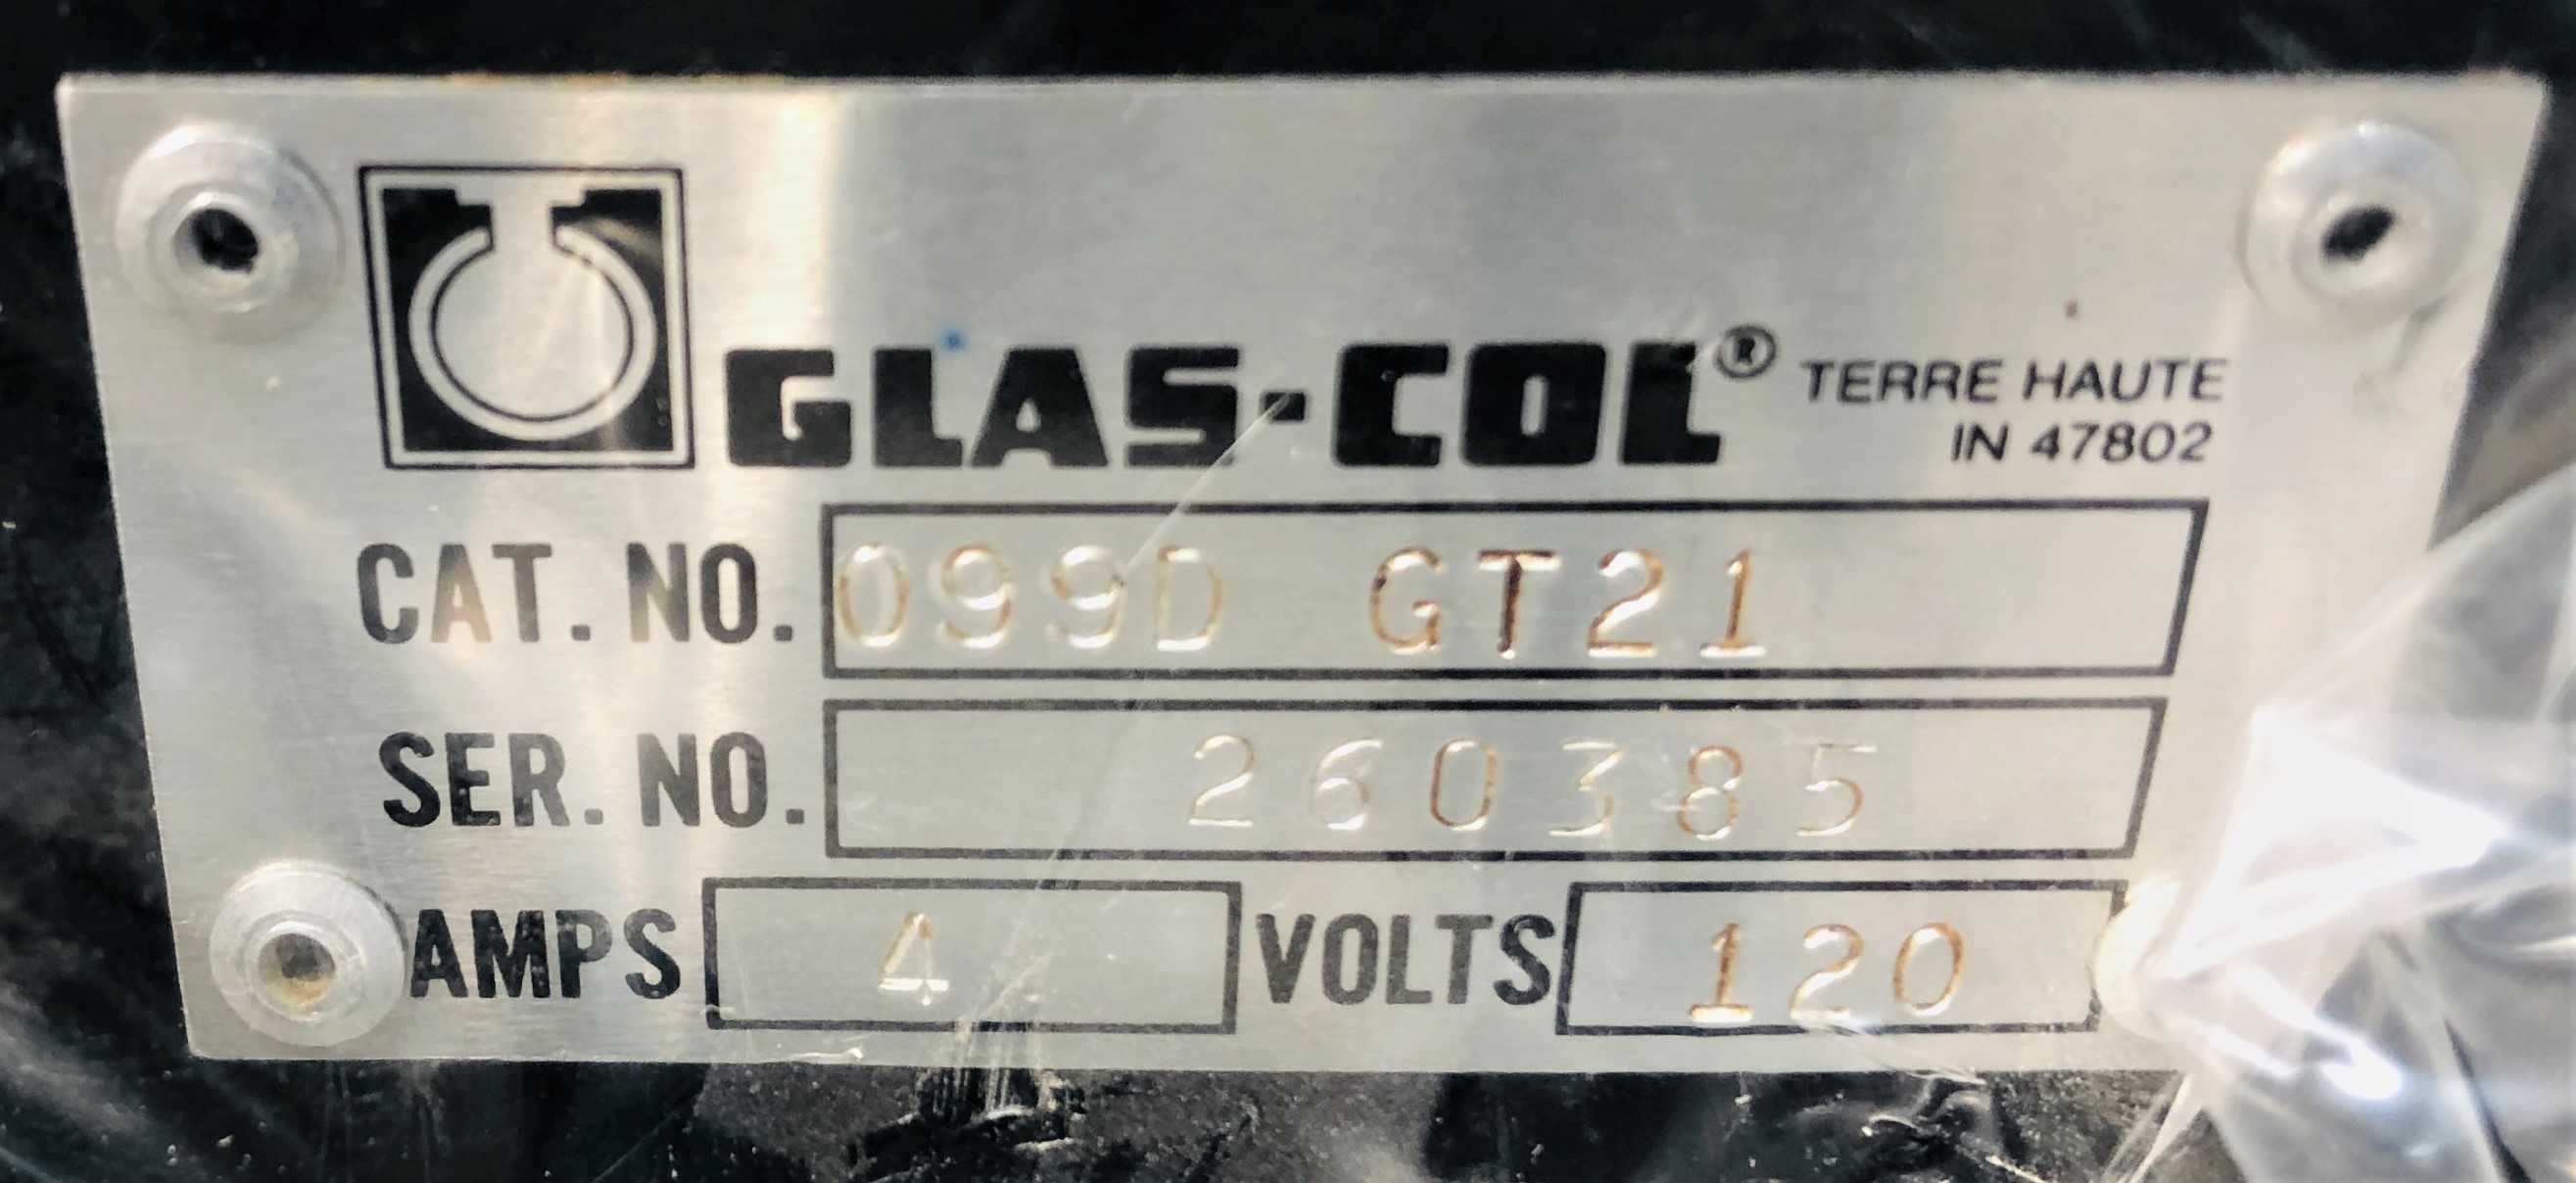 GLAS-COL® TERRE HAUTE
IN 47802
CAT. NO. 099D GT21
SER. NO. 260385
AMPS 4 VOLTS 120